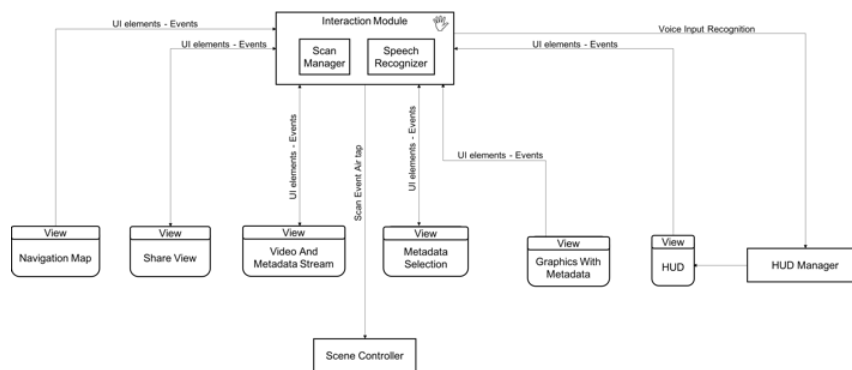 Interaction Module
UI elements - Events
Scan
Manager
Speech
Recognizer
Voice Input Recognition
UI elements - Events
UI elements - Events
UI elements - Events
UI elements - Events
UI elements - Events
Scan Event Air tap
View
Navigation Map
View
Share View
View
Video And
Metadata Stream
View
Metadata
Selection
View
Graphics With
Metadata
View
HUD
HUD Manager
Scene Controller